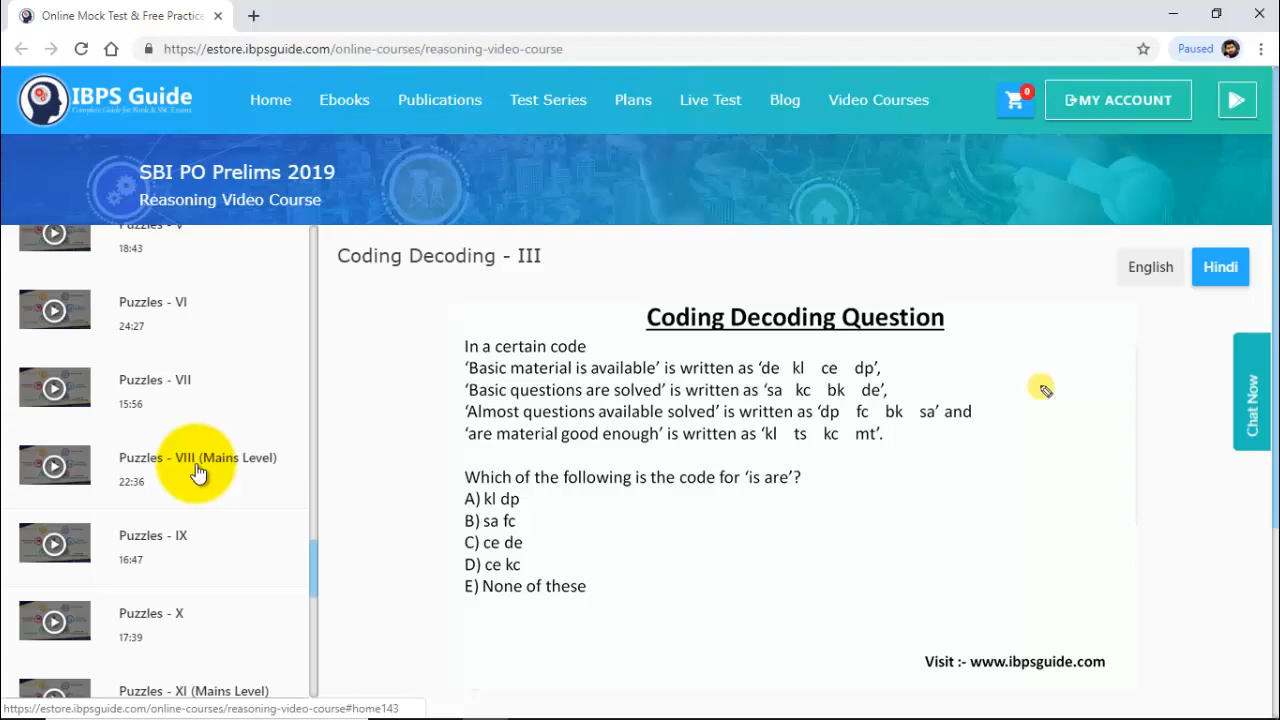 Online Mock Test & Free Practice
https://estore.ibpsguide.com/online-courses/reasoning-video-course
Paused
IBPS Guide
Complete Guide for Bank & SSC Exams
Home
Ebooks
Publications
Test Series
Plans
Live Test
Blog
Video Courses
0
MY ACCOUNT
SBI PO Prelims 2019
Reasoning Video Course
Puzzles - V
18:43
Puzzles - VI
24:27
Puzzles - VII
15:56
Puzzles - VIII (Mains Level)
22:36
Puzzles - IX
16:47
Puzzles - X
17:39
Puzzles - XI (Mains Level)
Coding Decoding - III
English
Hindi
Coding Decoding Question
In a certain code
‘Basic material is available’ is written as ‘de kl ce dp’,
‘Basic questions are solved’ is written as ‘sa kc bk de’,
‘Almost questions available solved’ is written as ‘dp fc bk sa’ and
‘are material good enough’ is written as ‘kl ts kc mt’.
Which of the following is the code for ‘is are’?
A) kl dp
B) sa fc
C) ce de
D) ce kc
E) None of these
Visit :- www.ibpsguide.com
Chat Now
https://estore.ibpsguide.com/online-courses/reasoning-video-course#home143